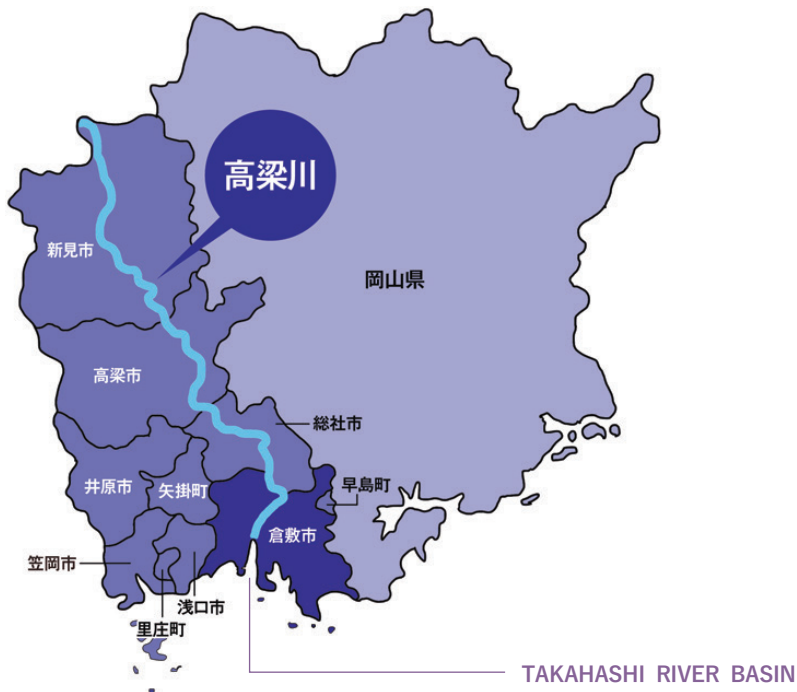 高梁川
新見市
岡山県
高梁市
総社市
井原市
矢掛町
早島町
倉敷市
笠岡市
浅口市
里庄町
TAKAHASHI RIVER BASIN